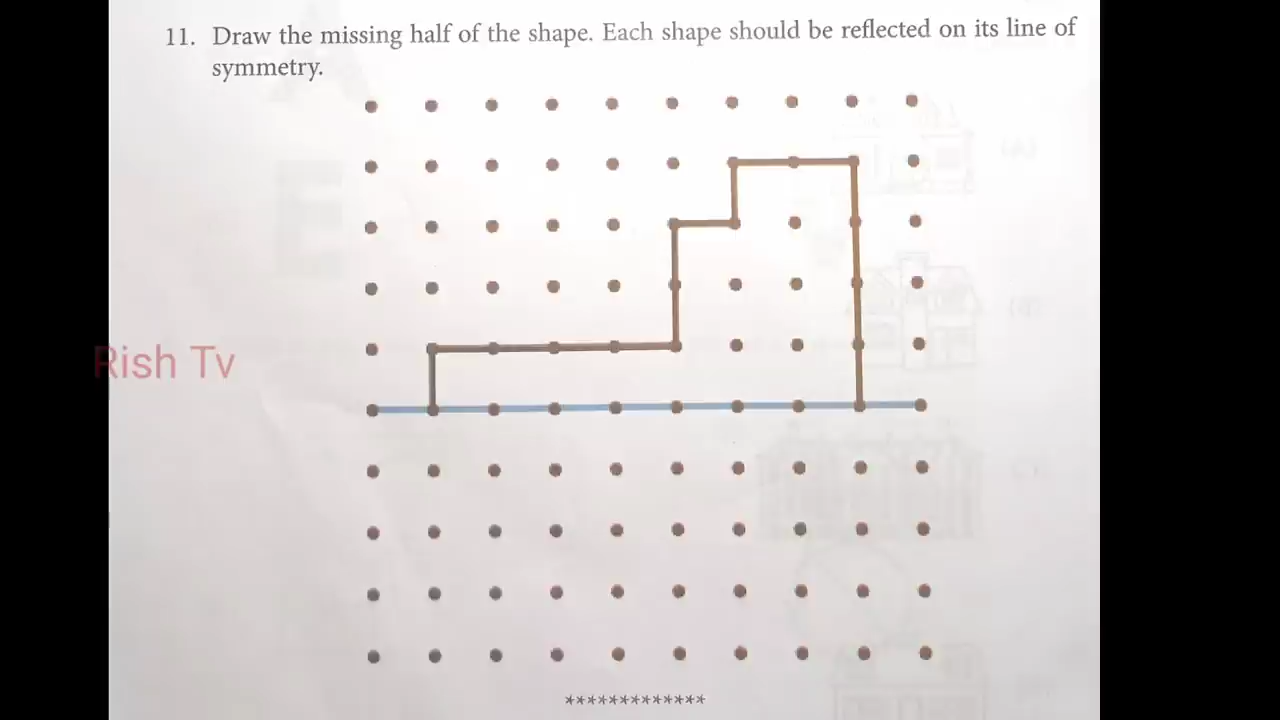 11. Draw the missing half of the shape. Each shape should be reflected on its line of
symmetry.
Rish Tv
*************